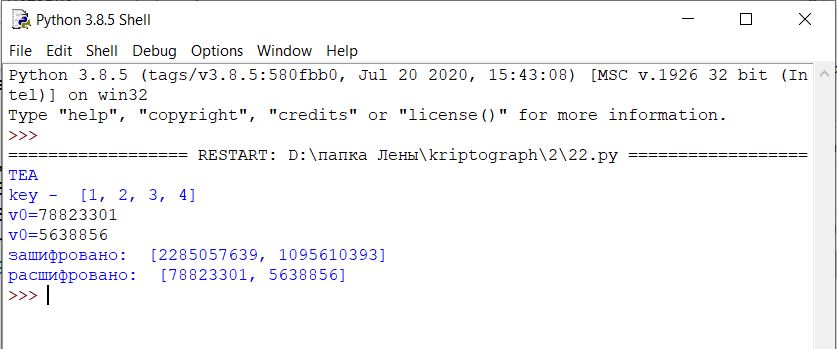 Python 3.8.5 Shell
File Edit Shell Debug Options Window Help
Python 3.8.5 (tags/v3.8.5:580fbb0, Jul 20 2020, 15:43:08) [MSC v.1926 32 bit (In
tel)] on win32
Type "help", "copyright", "credits" or "license()" for more information.
>>>
================== RESTART: D:\папка Лены\kriptograph\2\22.py ==================
TEA
key -  [1, 2, 3, 4]
v0=78823301
v0=5638856
зашифровано:  [2285057639, 1095610393]
расшифровано:  [78823301, 5638856]
>>>